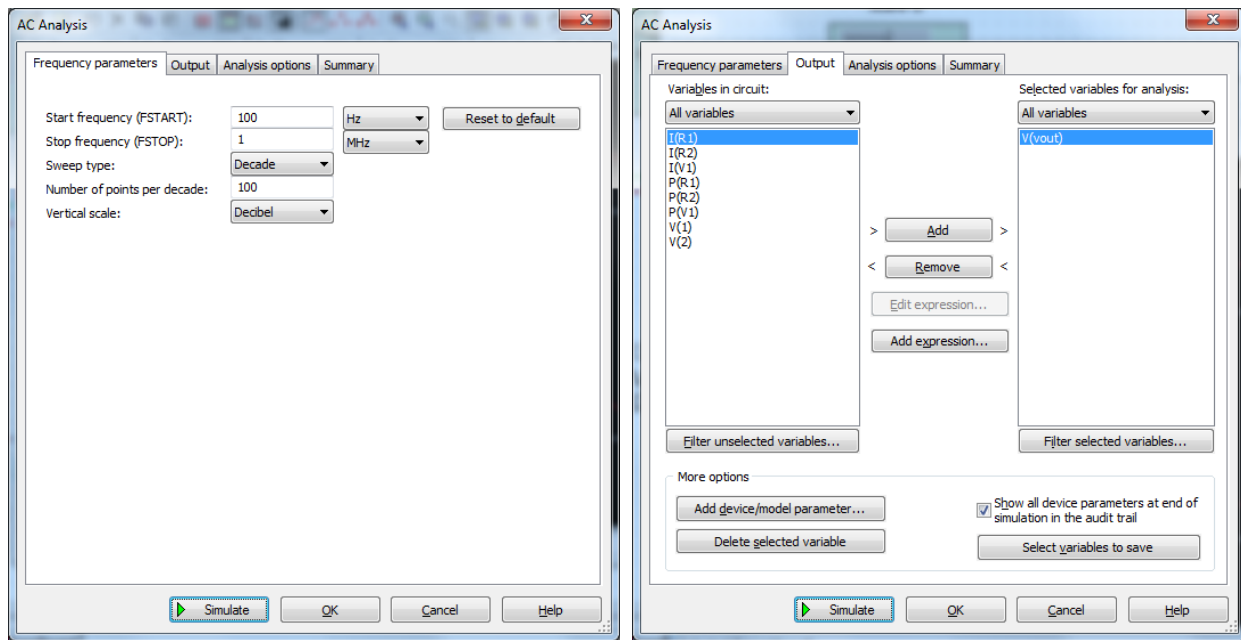 AC Analysis
Frequency parameters Output Analysis options Summary
Start frequency (FSTART): 100 Hz Reset to default
Stop frequency (FSTOP): 1 MHz
Sweep type: Decade
Number of points per decade: 100
Vertical scale: Decibel
Simulate OK Cancel Help
AC Analysis
Frequency parameters Output Analysis options Summary
Variables in circuit: Selected variables for analysis:
All variables All variables
I(R1) V(vout)
I(R2)
I(V1)
P(R1)
P(R2)
P(V1)
V(1)
V(2)
> Add >
< Remove <
Edit expression...
Add expression...
Filter unselected variables... Filter selected variables...
More options
Add device/model parameter... Show all device parameters at end of
simulation in the audit trail
Delete selected variable Select variables to save
Simulate OK Cancel Help